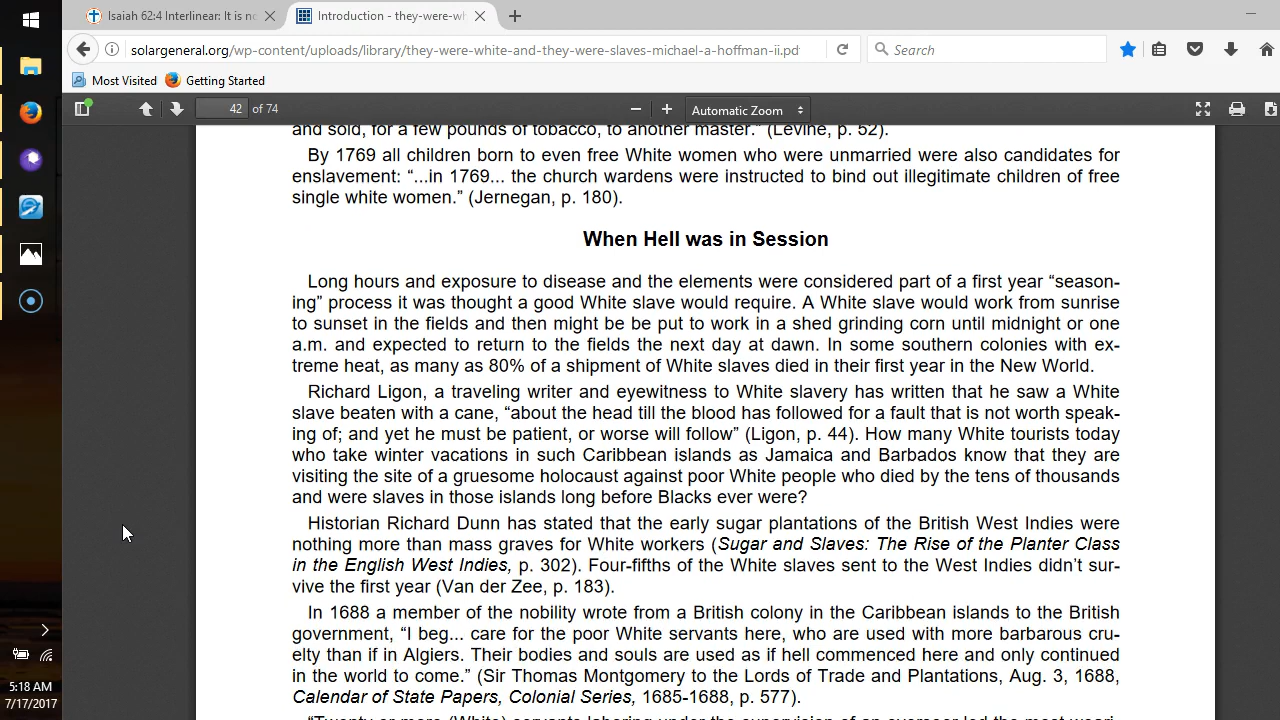 Isaiah 62:4 Interlinear: It is n
Introduction - they-were-wh
solargeneral.org/wp-content/uploads/library/they-were-white-and-they-were-slaves-michael-a-hoffman-ii.pdf
Search
Most Visited
Getting Started
42 of 74
Automatic Zoom
and sold, for a few pounds of tobacco, to another master.” (Levine, p. 52).
By 1769 all children born to even free White women who were unmarried were also candidates for
enslavement: “...in 1769... the church wardens were instructed to bind out illegitimate children of free
single white women.” (Jernegan, p. 180).
When Hell was in Session
Long hours and exposure to disease and the elements were considered part of a first year “season-
ing” process it was thought a good White slave would require. A White slave would work from sunrise
to sunset in the fields and then might be be put to work in a shed grinding corn until midnight or one
a.m. and expected to return to the fields the next day at dawn. In some southern colonies with ex-
treme heat, as many as 80% of a shipment of White slaves died in their first year in the New World.
Richard Ligon, a traveling writer and eyewitness to White slavery has written that he saw a White
slave beaten with a cane, “about the head till the blood has followed for a fault that is not worth speak-
ing of; and yet he must be patient, or worse will follow” (Ligon, p. 44). How many White tourists today
who take winter vacations in such Caribbean islands as Jamaica and Barbados know that they are
visiting the site of a gruesome holocaust against poor White people who died by the tens of thousands
and were slaves in those islands long before Blacks ever were?
Historian Richard Dunn has stated that the early sugar plantations of the British West Indies were
nothing more than mass graves for White workers (Sugar and Slaves: The Rise of the Planter Class
in the English West Indies, p. 302). Four-fifths of the White slaves sent to the West Indies didn’t sur-
vive the first year (Van der Zee, p. 183).
In 1688 a member of the nobility wrote from a British colony in the Caribbean islands to the British
government, “I beg... care for the poor White servants here, who are used with more barbarous cru-
elty than if in Algiers. Their bodies and souls are used as if hell commenced here and only continued
in the world to come.” (Sir Thomas Montgomery to the Lords of Trade and Plantations, Aug. 3, 1688,
Calendar of State Papers, Colonial Series, 1685-1688, p. 577).
“Twenty or more (White) servants laboring under the supervision of an overseer led the most weari-
5:18 AM
7/17/2017